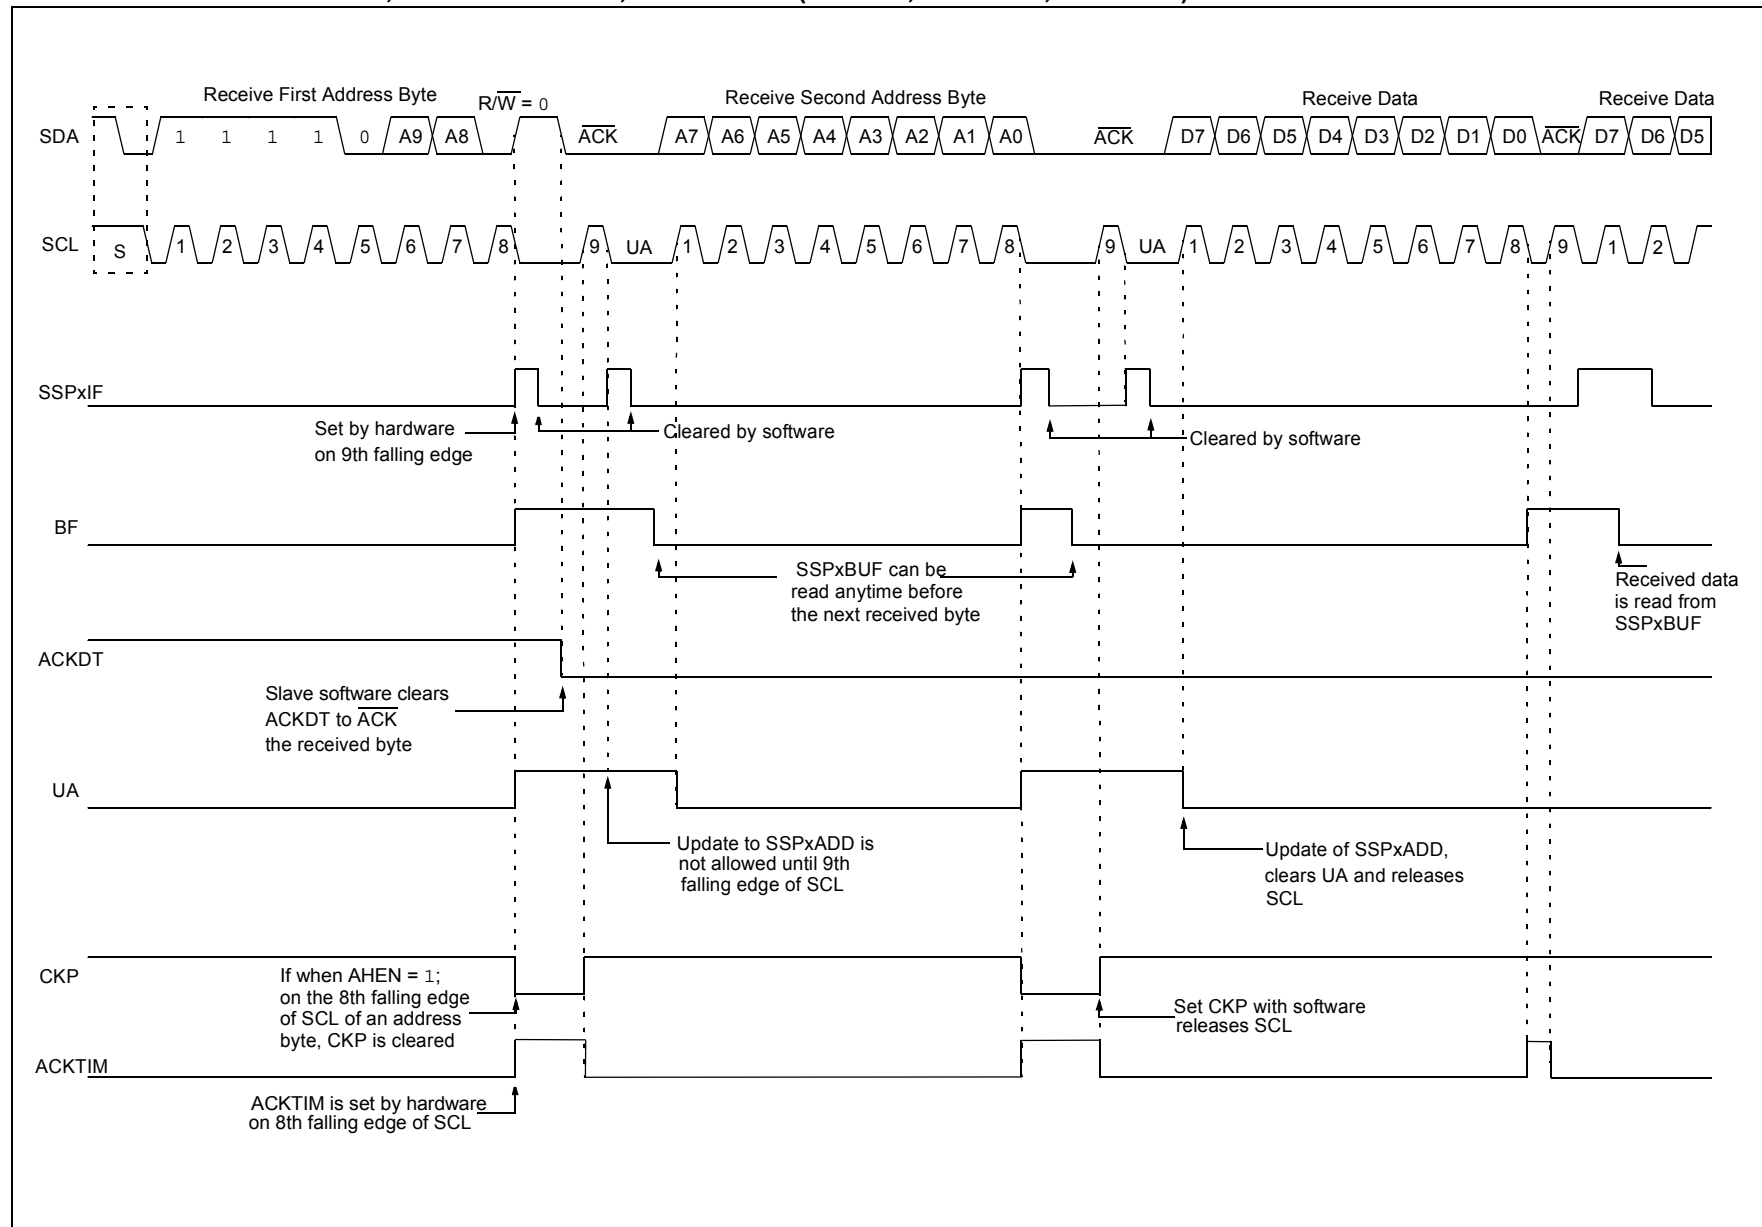 Receive First Address Byte
R/W = 0
Receive Second Address Byte
Receive Data
Receive Data
SDA
1 1 1 1 0 A9 A8
ACK
A7 A6 A5 A4 A3 A2 A1 A0
ACK
D7 D6 D5 D4 D3 D2 D1 D0
ACK
D7 D6 D5
SCL
S
1 2 3 4 5 6 7 8 9 UA
1 2 3 4 5 6 7 8 9 UA
1 2 3 4 5 6 7 8 9 1 2
SSPxIF
Set by hardware
on 9th falling edge
Cleared by software
Cleared by software
BF
SSPxBUF can be
read anytime before
the next received byte
Received data
is read from
SSPxBUF
ACKDT
Slave software clears
ACKDT to ACK
the received byte
UA
Update to SSPxADD is
not allowed until 9th
falling edge of SCL
Update of SSPxADD,
clears UA and releases
SCL
CKP
If when AHEN = 1;
on the 8th falling edge
of SCL of an address
byte, CKP is cleared
Set CKP with software
releases SCL
ACKTIM
ACKTIM is set by hardware
on 8th falling edge of SCL